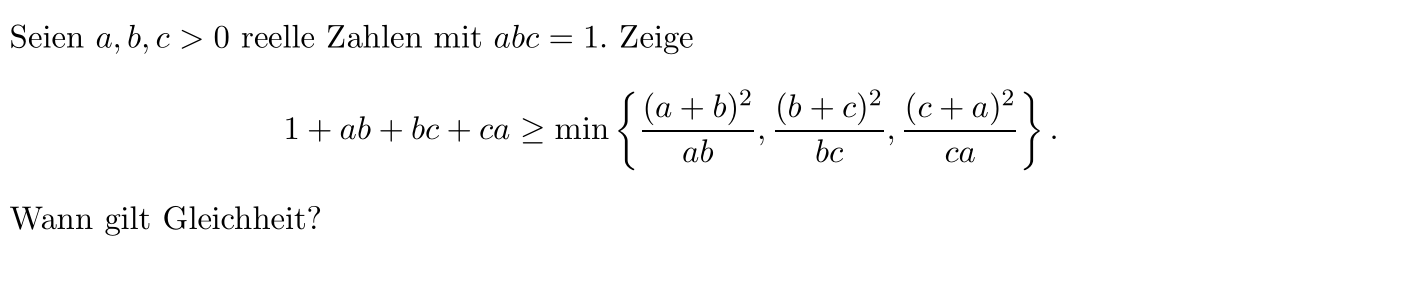 Seien a, b, c > 0 reelle Zahlen mit abc = 1. Zeige
1 + ab + bc + ca ≥ min { (a + b)² / ab, (b + c)² / bc, (c + a)² / ca }.
Wann gilt Gleichheit?